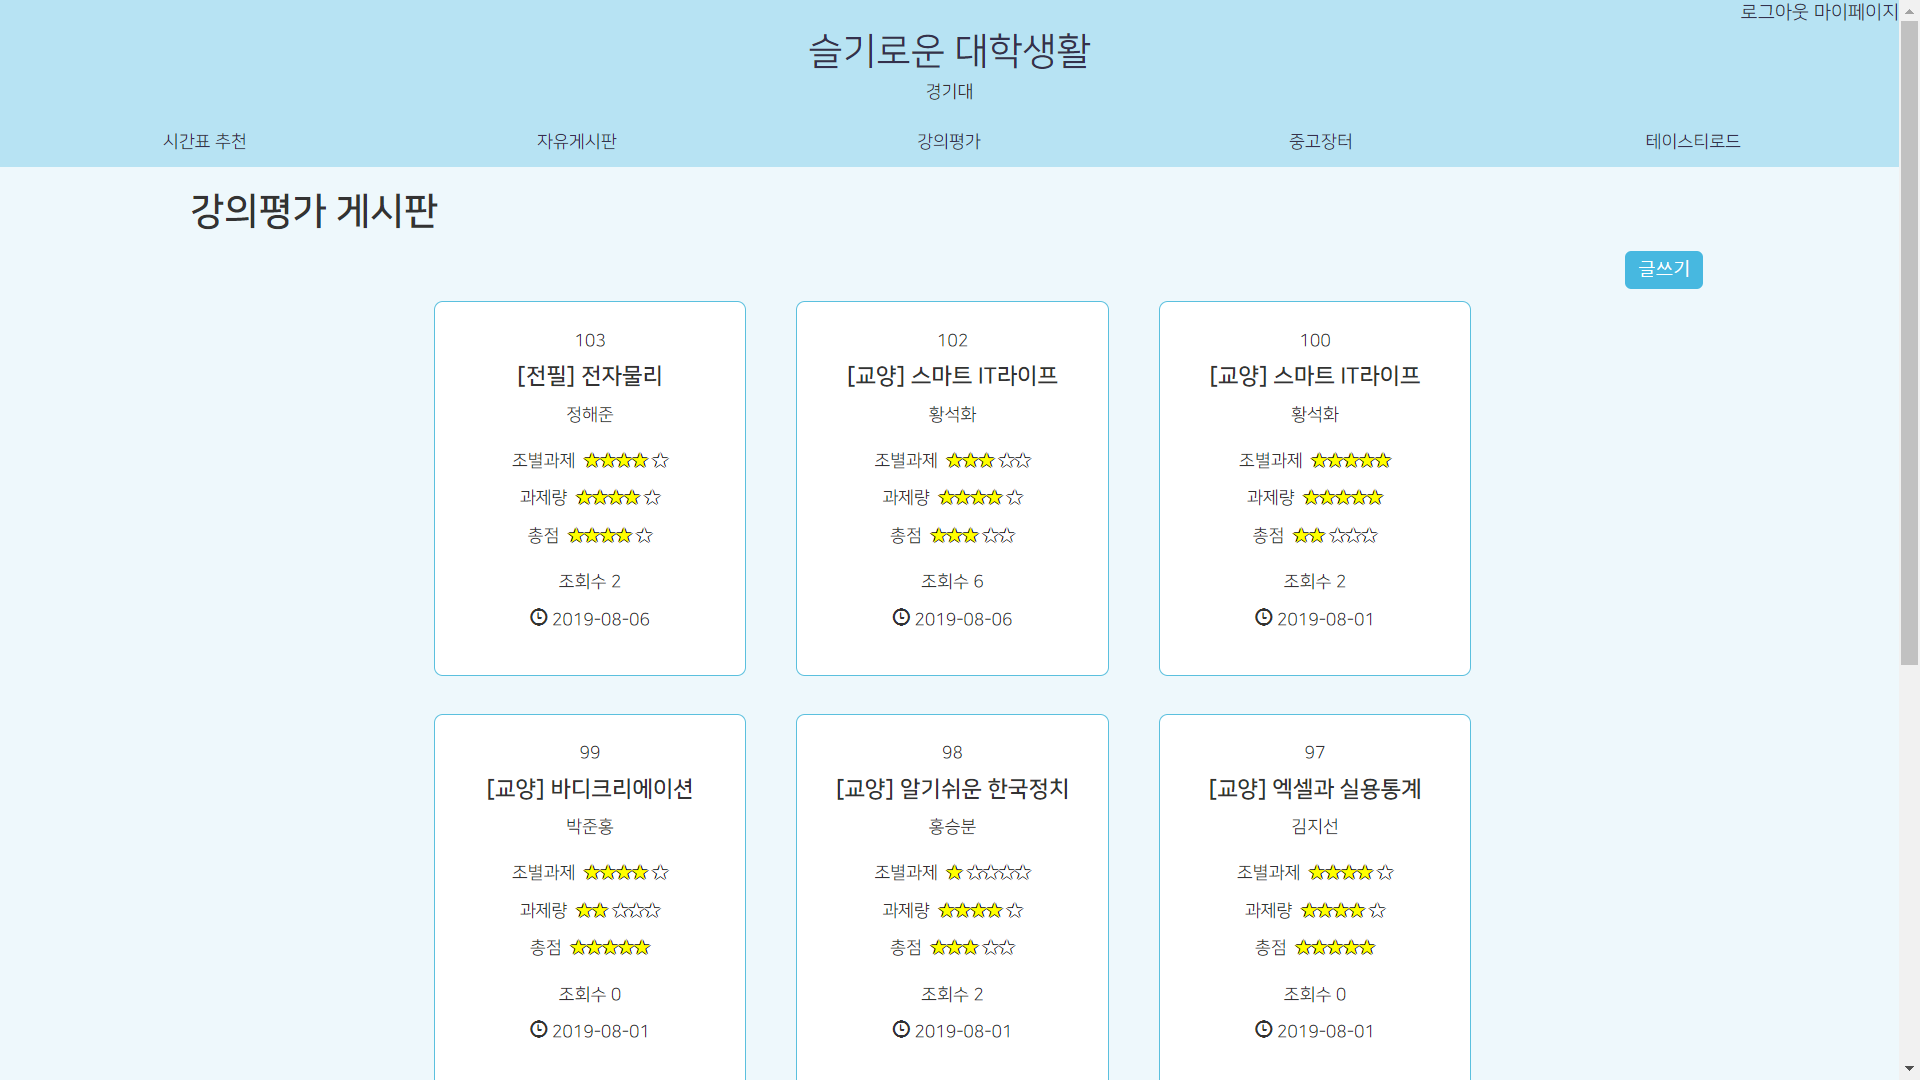 로그아웃 마이페이지
슬기로운 대학생활
경기대
시간표 추천 자유게시판 강의평가 중고장터 테이스티로드
강의평가 게시판
글쓰기
103
[전필] 전자물리
정해준
조별과제 ★★★★☆
과제량 ★★★★☆
총점 ★★★★☆
조회수 2
2019-08-06
102
[교양] 스마트 IT라이프
황석화
조별과제 ★★★☆☆
과제량 ★★★★☆
총점 ★★★☆☆
조회수 6
2019-08-06
100
[교양] 스마트 IT라이프
황석화
조별과제 ★★★★★
과제량 ★★★★★
총점 ★★☆☆☆
조회수 2
2019-08-01
99
[교양] 바디크리에이션
박준홍
조별과제 ★★★★☆
과제량 ★★☆☆☆
총점 ★★★★★
조회수 0
2019-08-01
98
[교양] 알기쉬운 한국정치
홍승분
조별과제 ★☆☆☆☆
과제량 ★★★★☆
총점 ★★★☆☆
조회수 2
2019-08-01
97
[교양] 엑셀과 실용통계
김지선
조별과제 ★★★★☆
과제량 ★★★★☆
총점 ★★★★★
조회수 0
2019-08-01